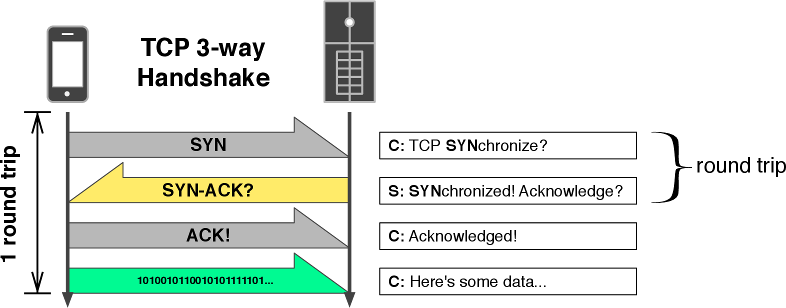 TCP 3-way
Handshake
1 round trip
SYN
C: TCP SYNchronize?
SYN-ACK?
S: SYNchronized! Acknowledge?
round trip
ACK!
C: Acknowledged!
1010010110010101111101...
C: Here's some data...